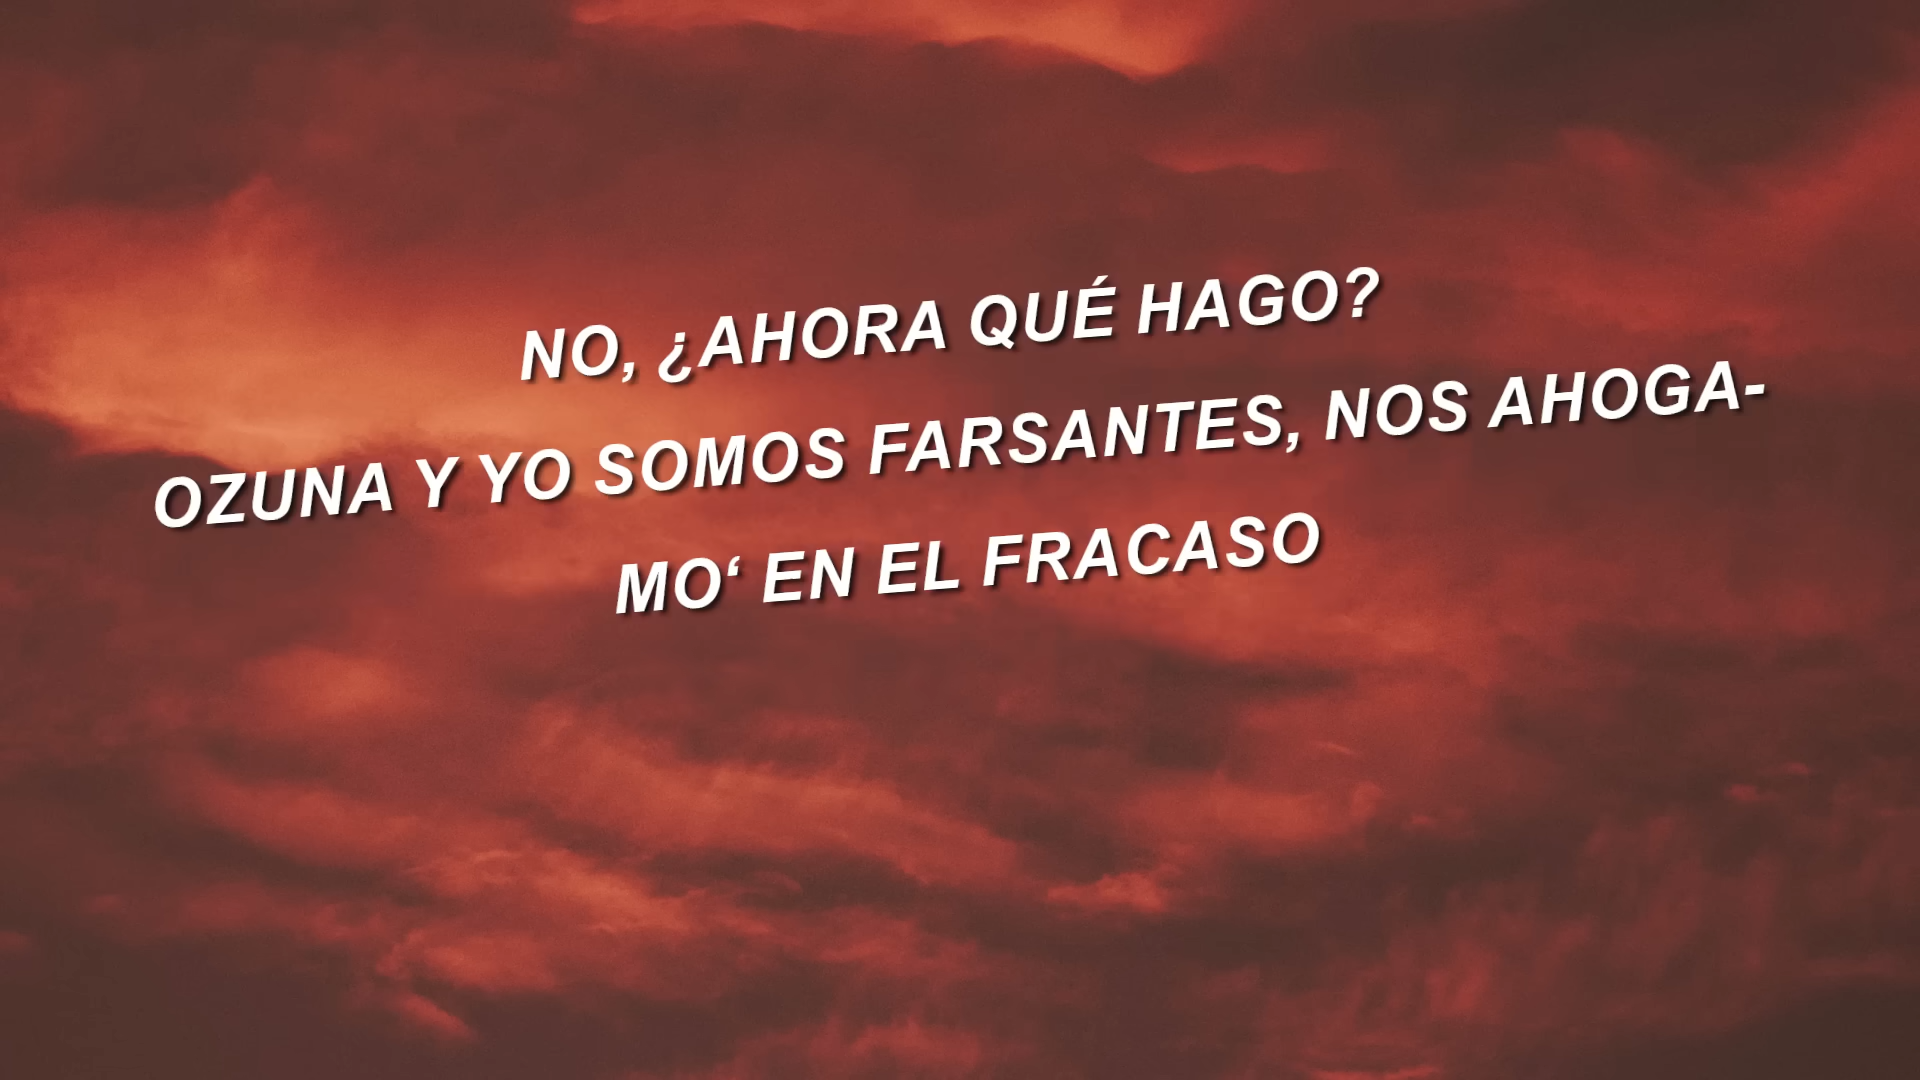 NO, ¿AHORA QUÉ HAGO?
OZUNA Y YO SOMOS FARSANTES, NOS AHOGA-
MO‘ EN EL FRACASO